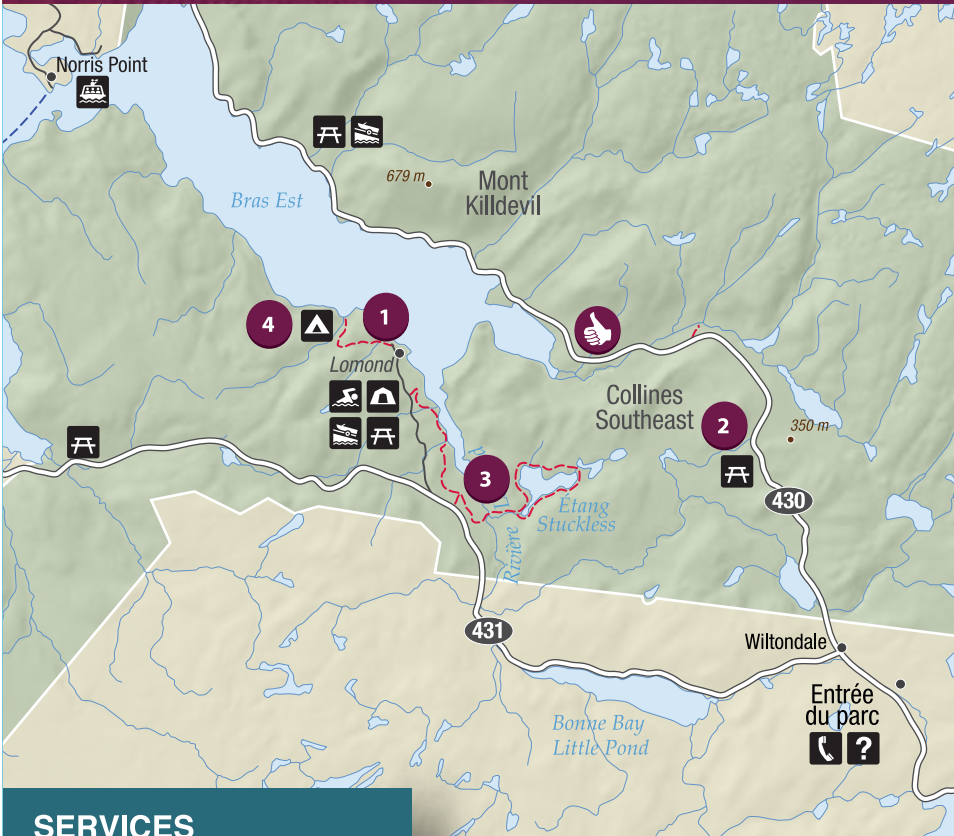 Norris Point
679 m
Mont
Killdevil
Bras Est
4
1
Lomond
Collines
Southeast
2
350 m
3
430
Étang
Stuckless
Rivière
431
Wiltondale
Entrée
du parc
?
Bonne Bay
Little Pond
SERVICES